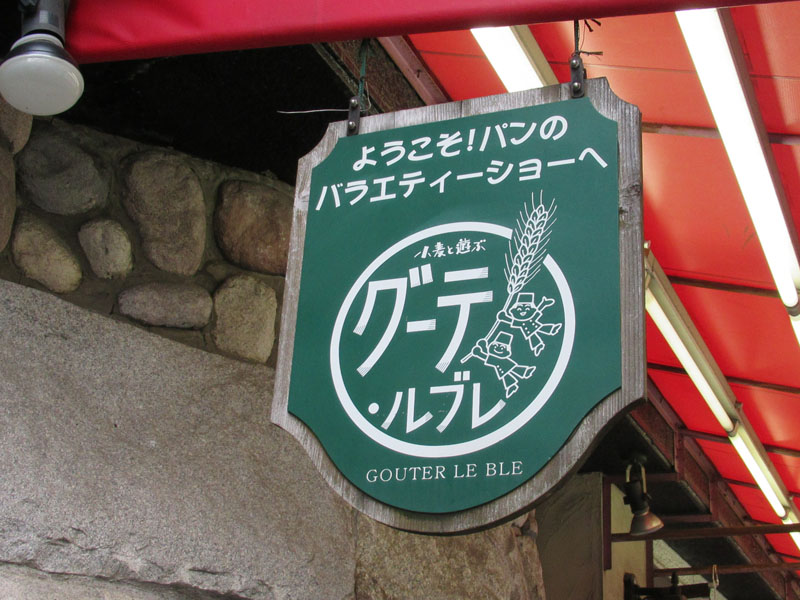 ようこそ!パンの
バラエティーショーへ
小麦と遊ぶ
グーテ
・ルブレ
GOUTER LE BLE